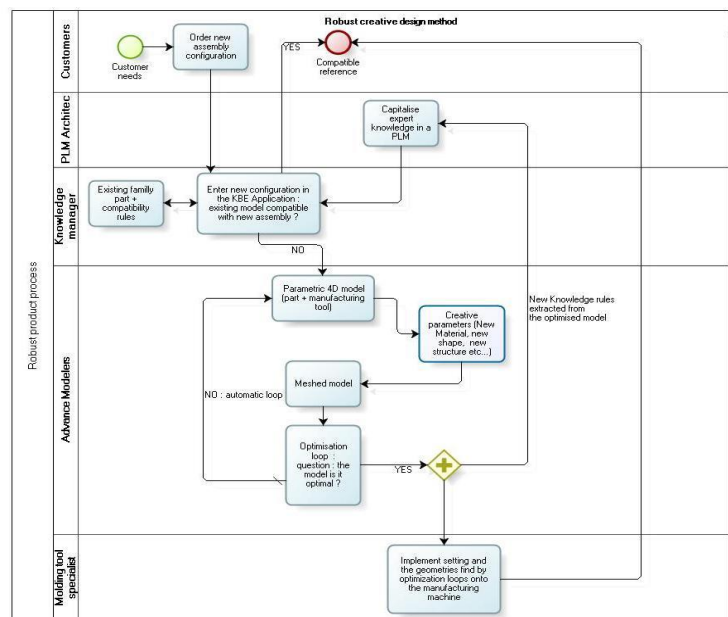 Robust creative design method
Robust product process
Customers
Customer
needs
Order new
assembly
configuration
YES
Compatible
reference
PLM Architec
Capitalise
expert
knowledge in a
PLM
Knowledge
manager
Existing familly
part +
compatibility
rules
Enter new configuration in
the KBE Application :
existing model compatible
with new assembly ?
NO
Advance Modelers
Parametric 4D model
(part + manufacturing
tool)
Creative
parameters (New
Material, new
shape, new
structure etc...)
New Knowledge rules
extracted from
the optimised model
Meshed model
NO : automatic loop
Optimisation
loop :
question : the
model is it
optimal ?
YES
Molding tool
specialist
Implement setting and
the geometries find by
optimization loops onto
the manufacturing
machine